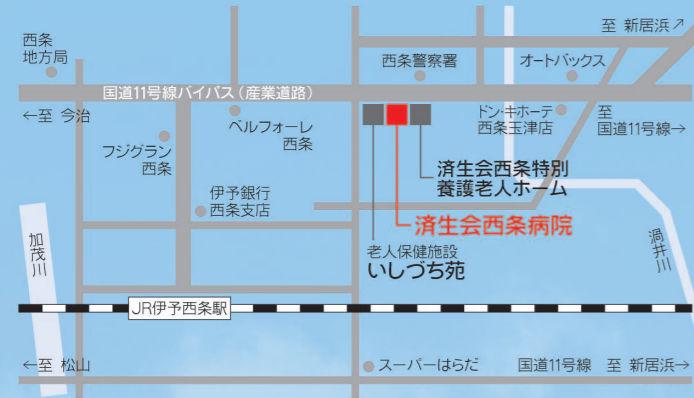 至 新居浜↗
西条
地方局
西条警察署
オートバックス
国道11号線バイパス（産業道路）
←至 今治
ベルフォーレ
西条
ドン・キホーテ
西条玉津店
至
国道11号線→
フジグラン
西条
済生会西条特別
養護老人ホーム
伊予銀行
西条支店
済生会西条病院
加茂川
渦井川
老人保健施設
いしづち苑
JR伊予西条駅
←至 松山
スーパーはらだ
国道11号線 至 新居浜→